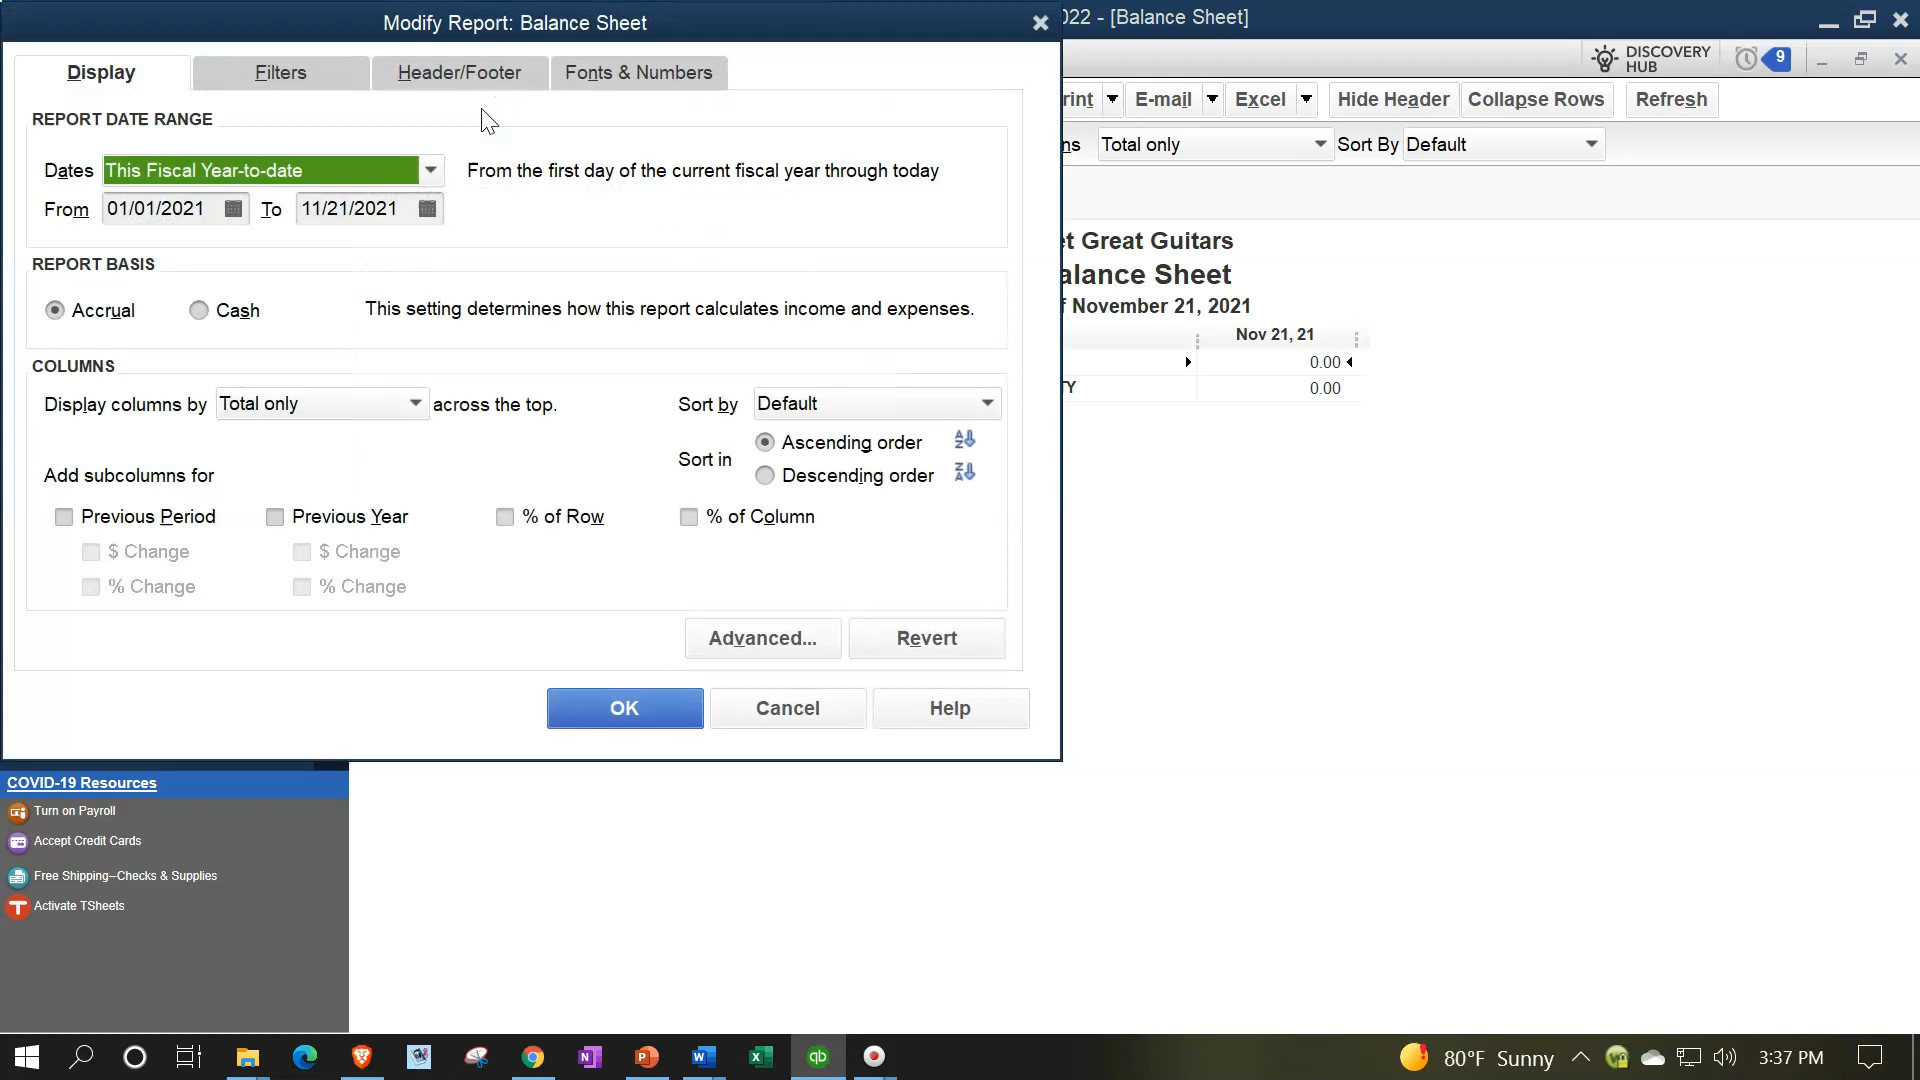 Modify Report: Balance Sheet
022 - [Balance Sheet]
DISCOVERY
HUB
9
Display
Filters
Header/Footer
Fonts & Numbers
rint
E-mail
Excel
Hide Header
Collapse Rows
Refresh
REPORT DATE RANGE
ns
Total only
Sort By
Default
Dates
This Fiscal Year-to-date
From the first day of the current fiscal year through today
From
01/01/2021
To
11/21/2021
REPORT BASIS
Accrual
Cash
This setting determines how this report calculates income and expenses.
et Great Guitars
alance Sheet
f November 21, 2021
Nov 21, 21
0.00
TY
0.00
COLUMNS
Display columns by
Total only
across the top.
Sort by
Default
Sort in
Ascending order
Descending order
Add subcolumns for
Previous Period
Previous Year
% of Row
% of Column
$ Change
$ Change
% Change
% Change
Advanced...
Revert
OK
Cancel
Help
COVID-19 Resources
Turn on Payroll
Accept Credit Cards
Free Shipping--Checks & Supplies
Activate TSheets
80°F Sunny
3:37 PM